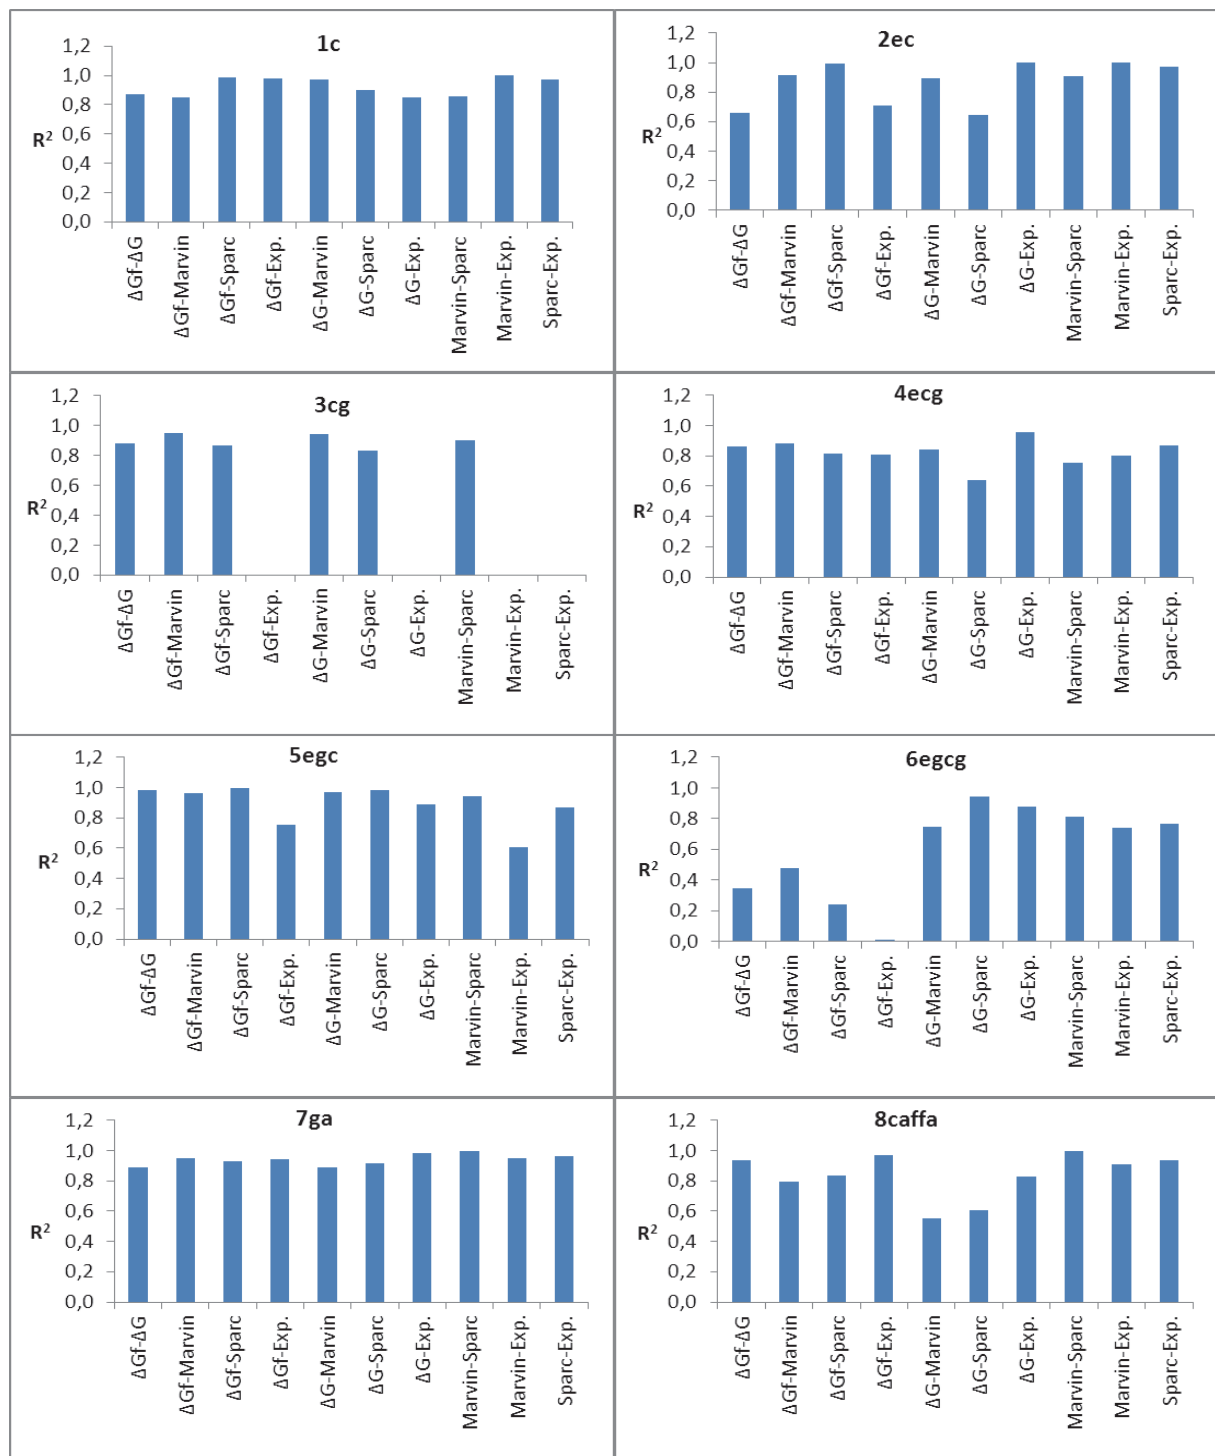 1c
1,2
1,0
0,8
0,6
0,4
0,2
0,0
R²
ΔGf-ΔG
ΔGf-Marvin
ΔGf-Sparc
ΔGf-Exp.
ΔG-Marvin
ΔG-Sparc
ΔG-Exp.
Marvin-Sparc
Marvin-Exp.
Sparc-Exp.
2ec
1,2
1,0
0,8
0,6
0,4
0,2
0,0
R²
ΔGf-ΔG
ΔGf-Marvin
ΔGf-Sparc
ΔGf-Exp.
ΔG-Marvin
ΔG-Sparc
ΔG-Exp.
Marvin-Sparc
Marvin-Exp.
Sparc-Exp.
3cg
1,2
1,0
0,8
0,6
0,4
0,2
0,0
R²
ΔGf-ΔG
ΔGf-Marvin
ΔGf-Sparc
ΔGf-Exp.
ΔG-Marvin
ΔG-Sparc
ΔG-Exp.
Marvin-Sparc
Marvin-Exp.
Sparc-Exp.
4ecg
1,2
1,0
0,8
0,6
0,4
0,2
0,0
R²
ΔGf-ΔG
ΔGf-Marvin
ΔGf-Sparc
ΔGf-Exp.
ΔG-Marvin
ΔG-Sparc
ΔG-Exp.
Marvin-Sparc
Marvin-Exp.
Sparc-Exp.
5egc
1,2
1,0
0,8
0,6
0,4
0,2
0,0
R²
ΔGf-ΔG
ΔGf-Marvin
ΔGf-Sparc
ΔGf-Exp.
ΔG-Marvin
ΔG-Sparc
ΔG-Exp.
Marvin-Sparc
Marvin-Exp.
Sparc-Exp.
6egcg
1,2
1,0
0,8
0,6
0,4
0,2
0,0
R²
ΔGf-ΔG
ΔGf-Marvin
ΔGf-Sparc
ΔGf-Exp.
ΔG-Marvin
ΔG-Sparc
ΔG-Exp.
Marvin-Sparc
Marvin-Exp.
Sparc-Exp.
7ga
1,2
1,0
0,8
0,6
0,4
0,2
0,0
R²
ΔGf-ΔG
ΔGf-Marvin
ΔGf-Sparc
ΔGf-Exp.
ΔG-Marvin
ΔG-Sparc
ΔG-Exp.
Marvin-Sparc
Marvin-Exp.
Sparc-Exp.
8caffa
1,2
1,0
0,8
0,6
0,4
0,2
0,0
R²
ΔGf-ΔG
ΔGf-Marvin
ΔGf-Sparc
ΔGf-Exp.
ΔG-Marvin
ΔG-Sparc
ΔG-Exp.
Marvin-Sparc
Marvin-Exp.
Sparc-Exp.